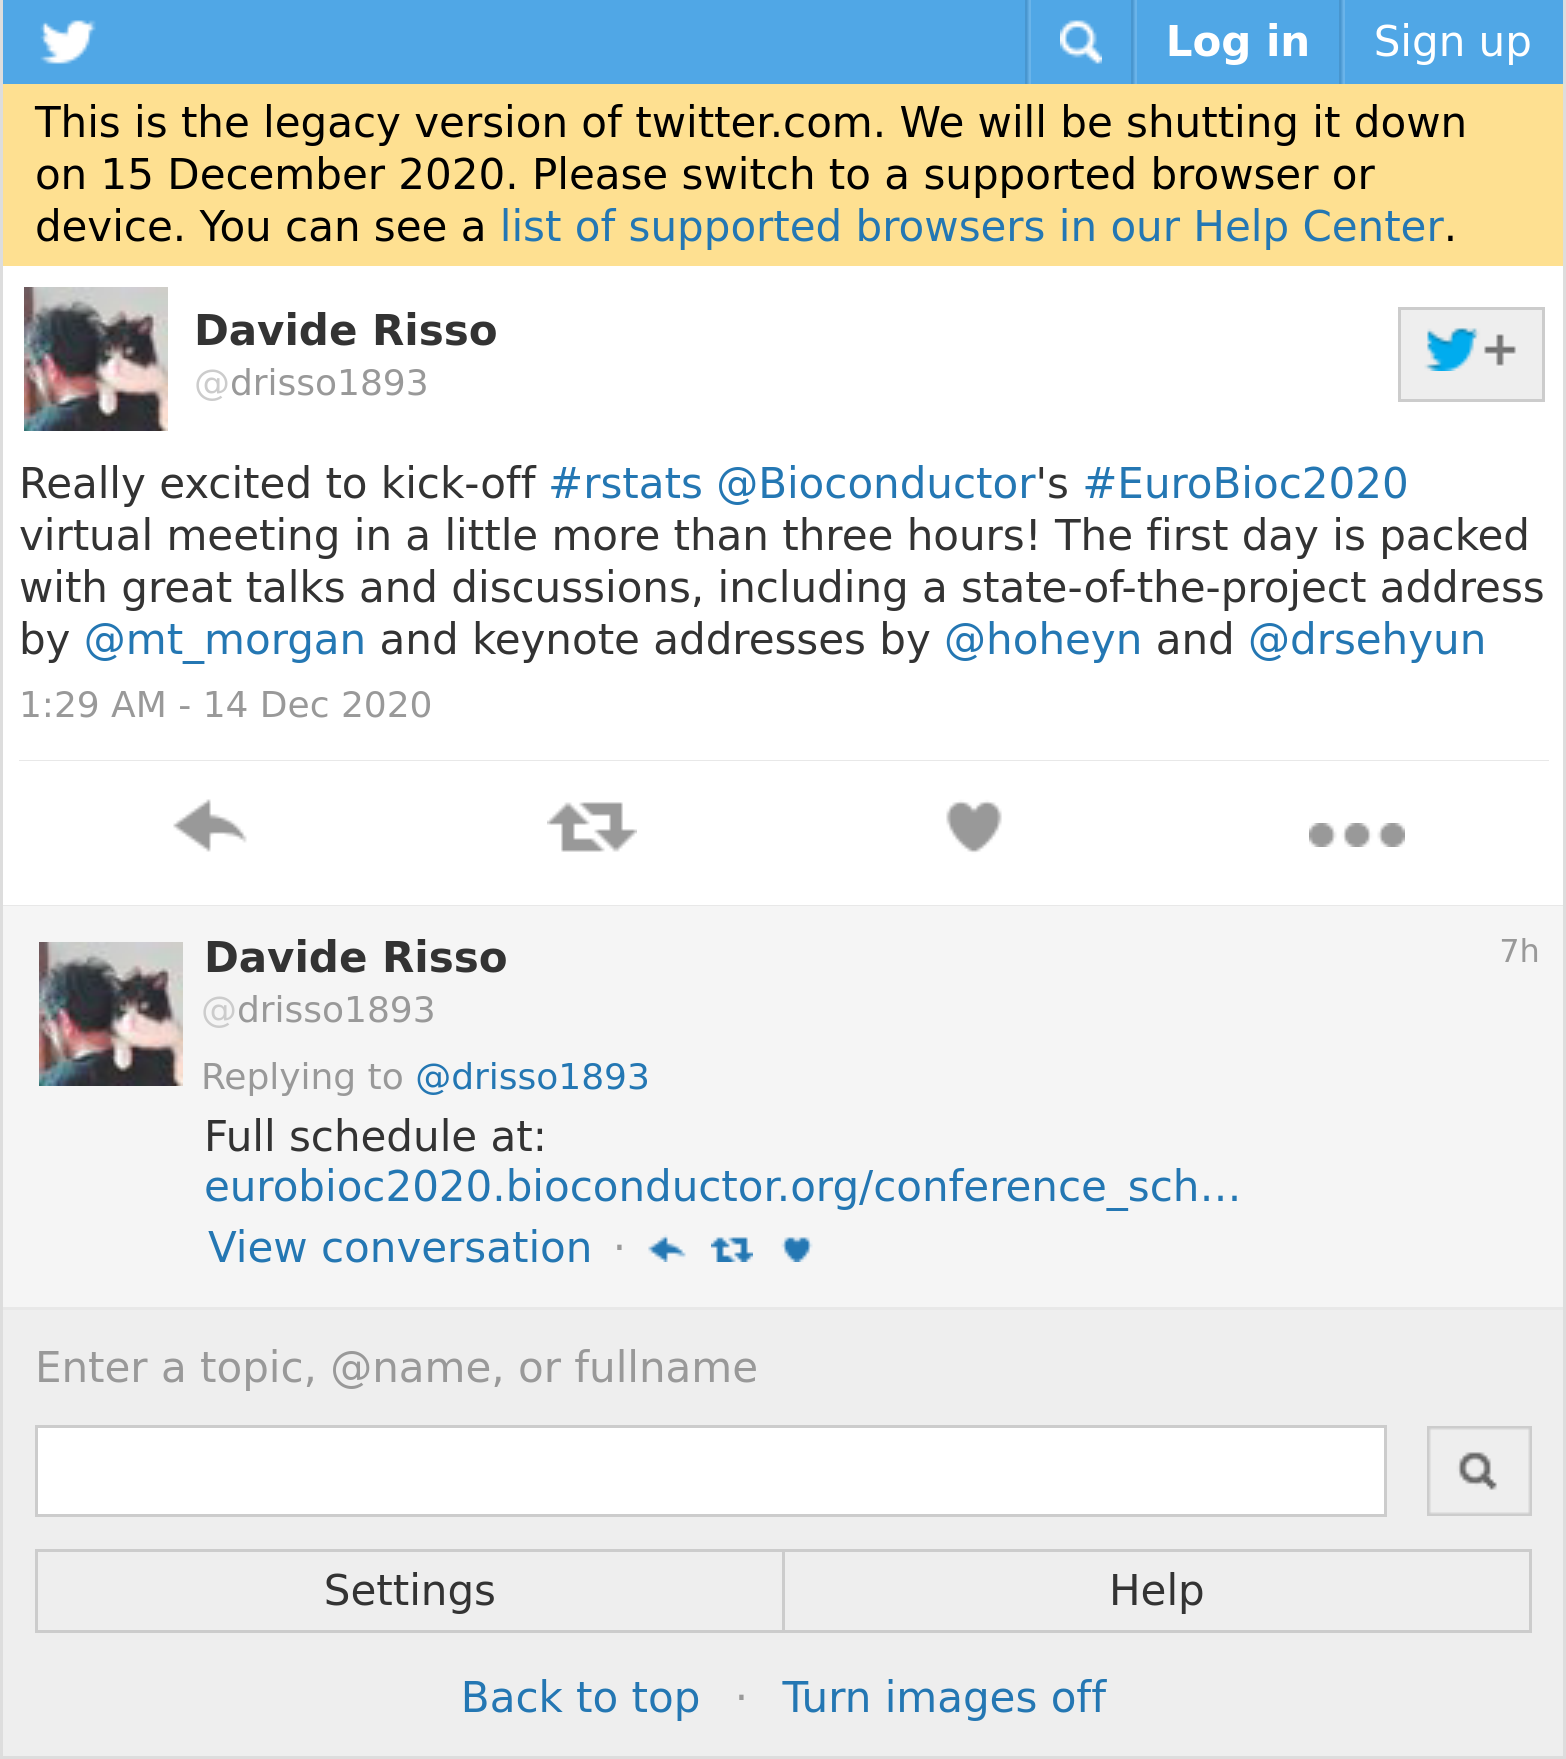 Log in
Sign up
This is the legacy version of twitter.com. We will be shutting it down
on 15 December 2020. Please switch to a supported browser or
device. You can see a list of supported browsers in our Help Center.
Davide Risso
@drisso1893
+
Really excited to kick-off #rstats @Bioconductor's #EuroBioc2020
virtual meeting in a little more than three hours! The first day is packed
with great talks and discussions, including a state-of-the-project address
by @mt_morgan and keynote addresses by @hoheyn and @drsehyun
1:29 AM - 14 Dec 2020
Davide Risso
7h
@drisso1893
Replying to @drisso1893
Full schedule at:
eurobioc2020.bioconductor.org/conference_sch…
View conversation ·
Enter a topic, @name, or fullname
Settings
Help
Back to top · Turn images off